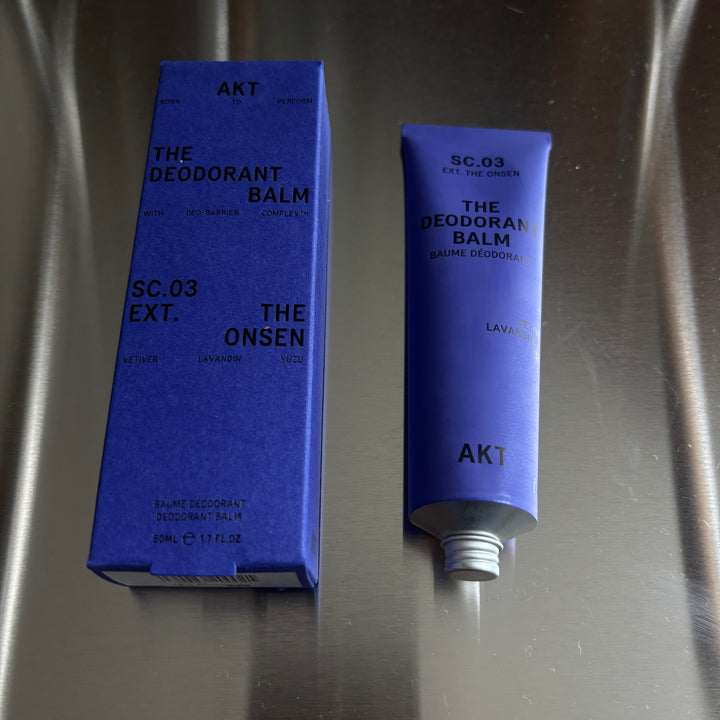 AKT
BORN TO PERFORM
THE
DEODORANT
BALM
WITH DEO-BARRIER COMPLEX™
SC.03
EXT. THE
ONSEN
VETIVER LAVANDIN YUZU
BAUME DÉODORANT
DEODORANT BALM
50ML ℮ 1.7 FL.OZ
SC.03
EXT. THE ONSEN
THE
DEODORANT
BALM
BAUME DÉODORANT
LAVANDIN
AKT